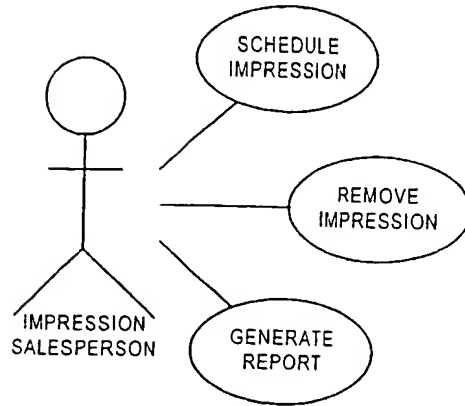 SCHEDULE
IMPRESSION
REMOVE
IMPRESSION
IMPRESSION
SALESPERSON
GENERATE
REPORT